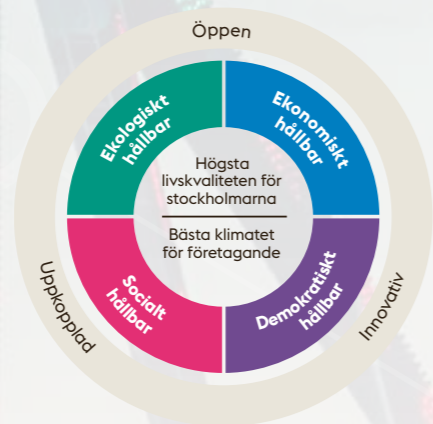 Öppen
Ekologiskt
hållbar
Ekonomiskt
hållbar
Högsta
livskvaliteten för
stockholmarna
Bästa klimatet
för företagande
Socialt
hållbar
Demokratiskt
hållbar
Uppkopplad
Innovativ